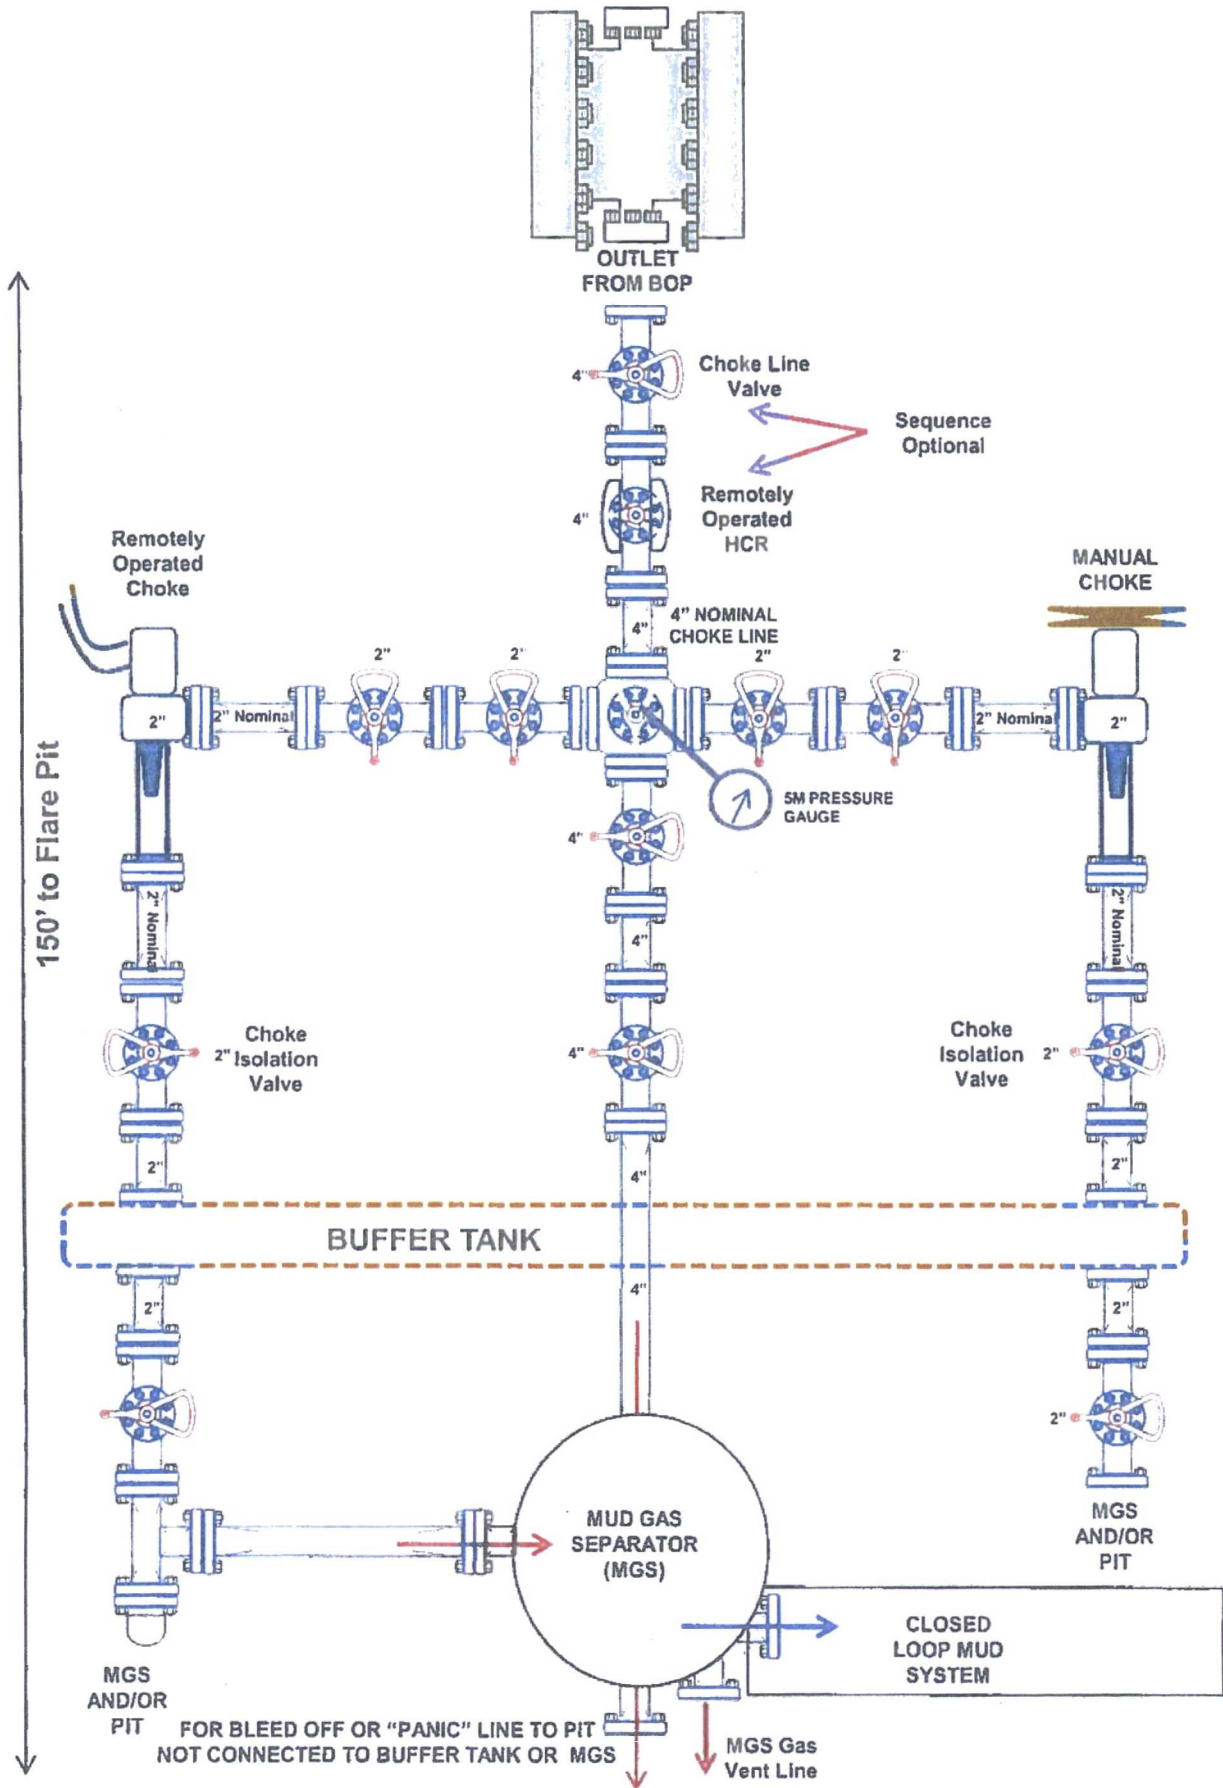 OUTLET
FROM BOP
4"
Choke Line
Valve
Sequence
Optional
4"
Remotely
Operated
HCR
Remotely
Operated
Choke
MANUAL
CHOKE
4"
4" NOMINAL
CHOKE LINE
2"
2"
2"
2"
2"
2" Nominal
2" Nominal
2"
5M PRESSURE
GAUGE
150' to Flare Pit
4"
2" Nominal
4"
2" Nominal
2"
Choke
Isolation
Valve
4"
Choke
Isolation
Valve
2"
2"
4"
2"
BUFFER TANK
2"
4"
2"
2"
MUD GAS
SEPARATOR
(MGS)
MGS
AND/OR
PIT
CLOSED
LOOP MUD
SYSTEM
MGS
AND/OR
PIT
FOR BLEED OFF OR "PANIC" LINE TO PIT
NOT CONNECTED TO BUFFER TANK OR MGS
MGS Gas
Vent Line